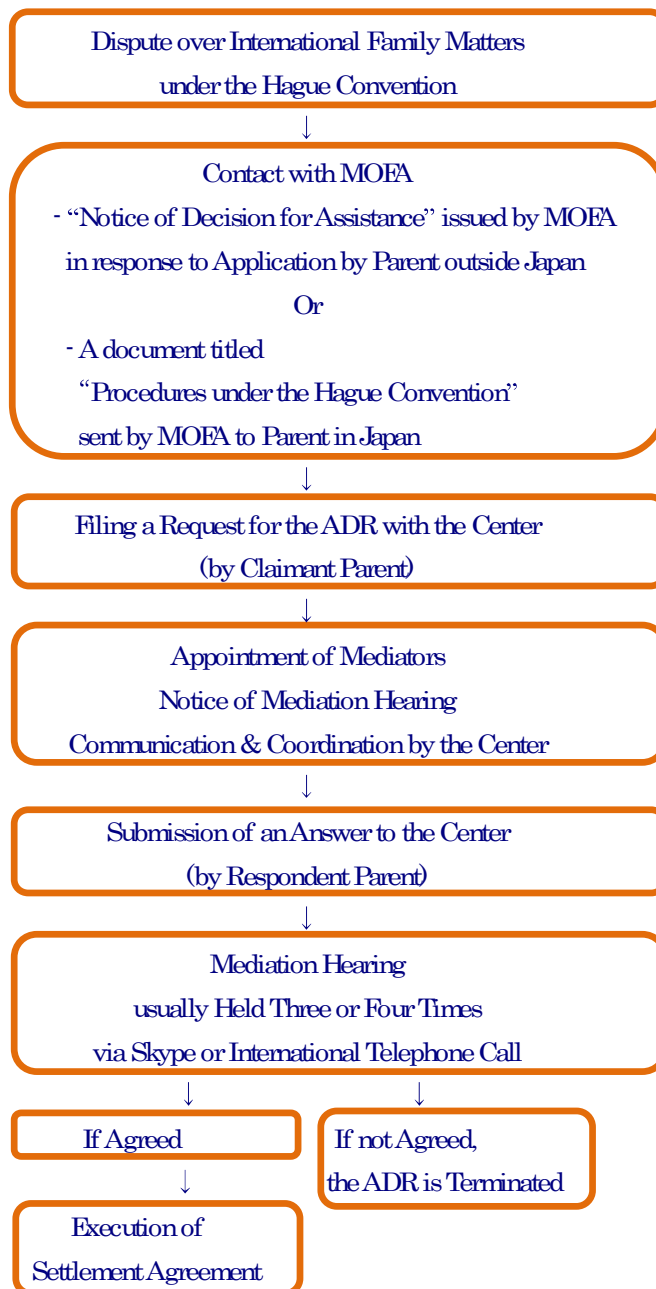 Dispute over International Family Matters
under the Hague Convention
↓
Contact with MOFA
- “Notice of Decision for Assistance” issued by MOFA
in response to Application by Parent outside Japan
Or
- A document titled
“Procedures under the Hague Convention”
sent by MOFA to Parent in Japan
↓
Filing a Request for the ADR with the Center
(by Claimant Parent)
↓
Appointment of Mediators
Notice of Mediation Hearing
Communication & Coordination by the Center
↓
Submission of an Answer to the Center
(by Respondent Parent)
↓
Mediation Hearing
usually Held Three or Four Times
via Skype or International Telephone Call
↓ ↓
If Agreed
If not Agreed,
the ADR is Terminated
↓
Execution of
Settlement Agreement